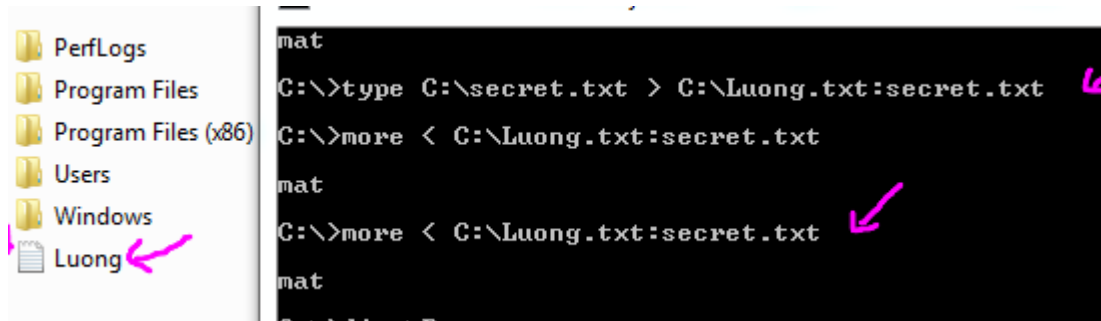 PerfLogs
Program Files
Program Files (x86)
Users
Windows
Luong
mat
C:\>type C:\secret.txt > C:\Luong.txt:secret.txt
C:\>more < C:\Luong.txt:secret.txt
mat
C:\>more < C:\Luong.txt:secret.txt
mat